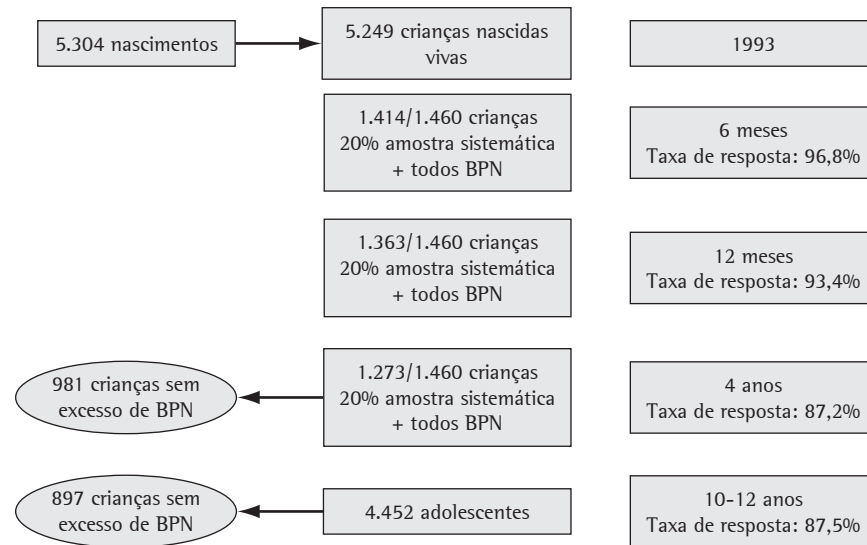 5.304 nascimentos
5.249 crianças nascidas
vivas
1993
1.414/1.460 crianças
20% amostra sistemática
+ todos BPN
6 meses
Taxa de resposta: 96,8%
1.363/1.460 crianças
20% amostra sistemática
+ todos BPN
12 meses
Taxa de resposta: 93,4%
981 crianças sem
excesso de BPN
1.273/1.460 crianças
20% amostra sistemática
+ todos BPN
4 anos
Taxa de resposta: 87,2%
897 crianças sem
excesso de BPN
4.452 adolescentes
10-12 anos
Taxa de resposta: 87,5%